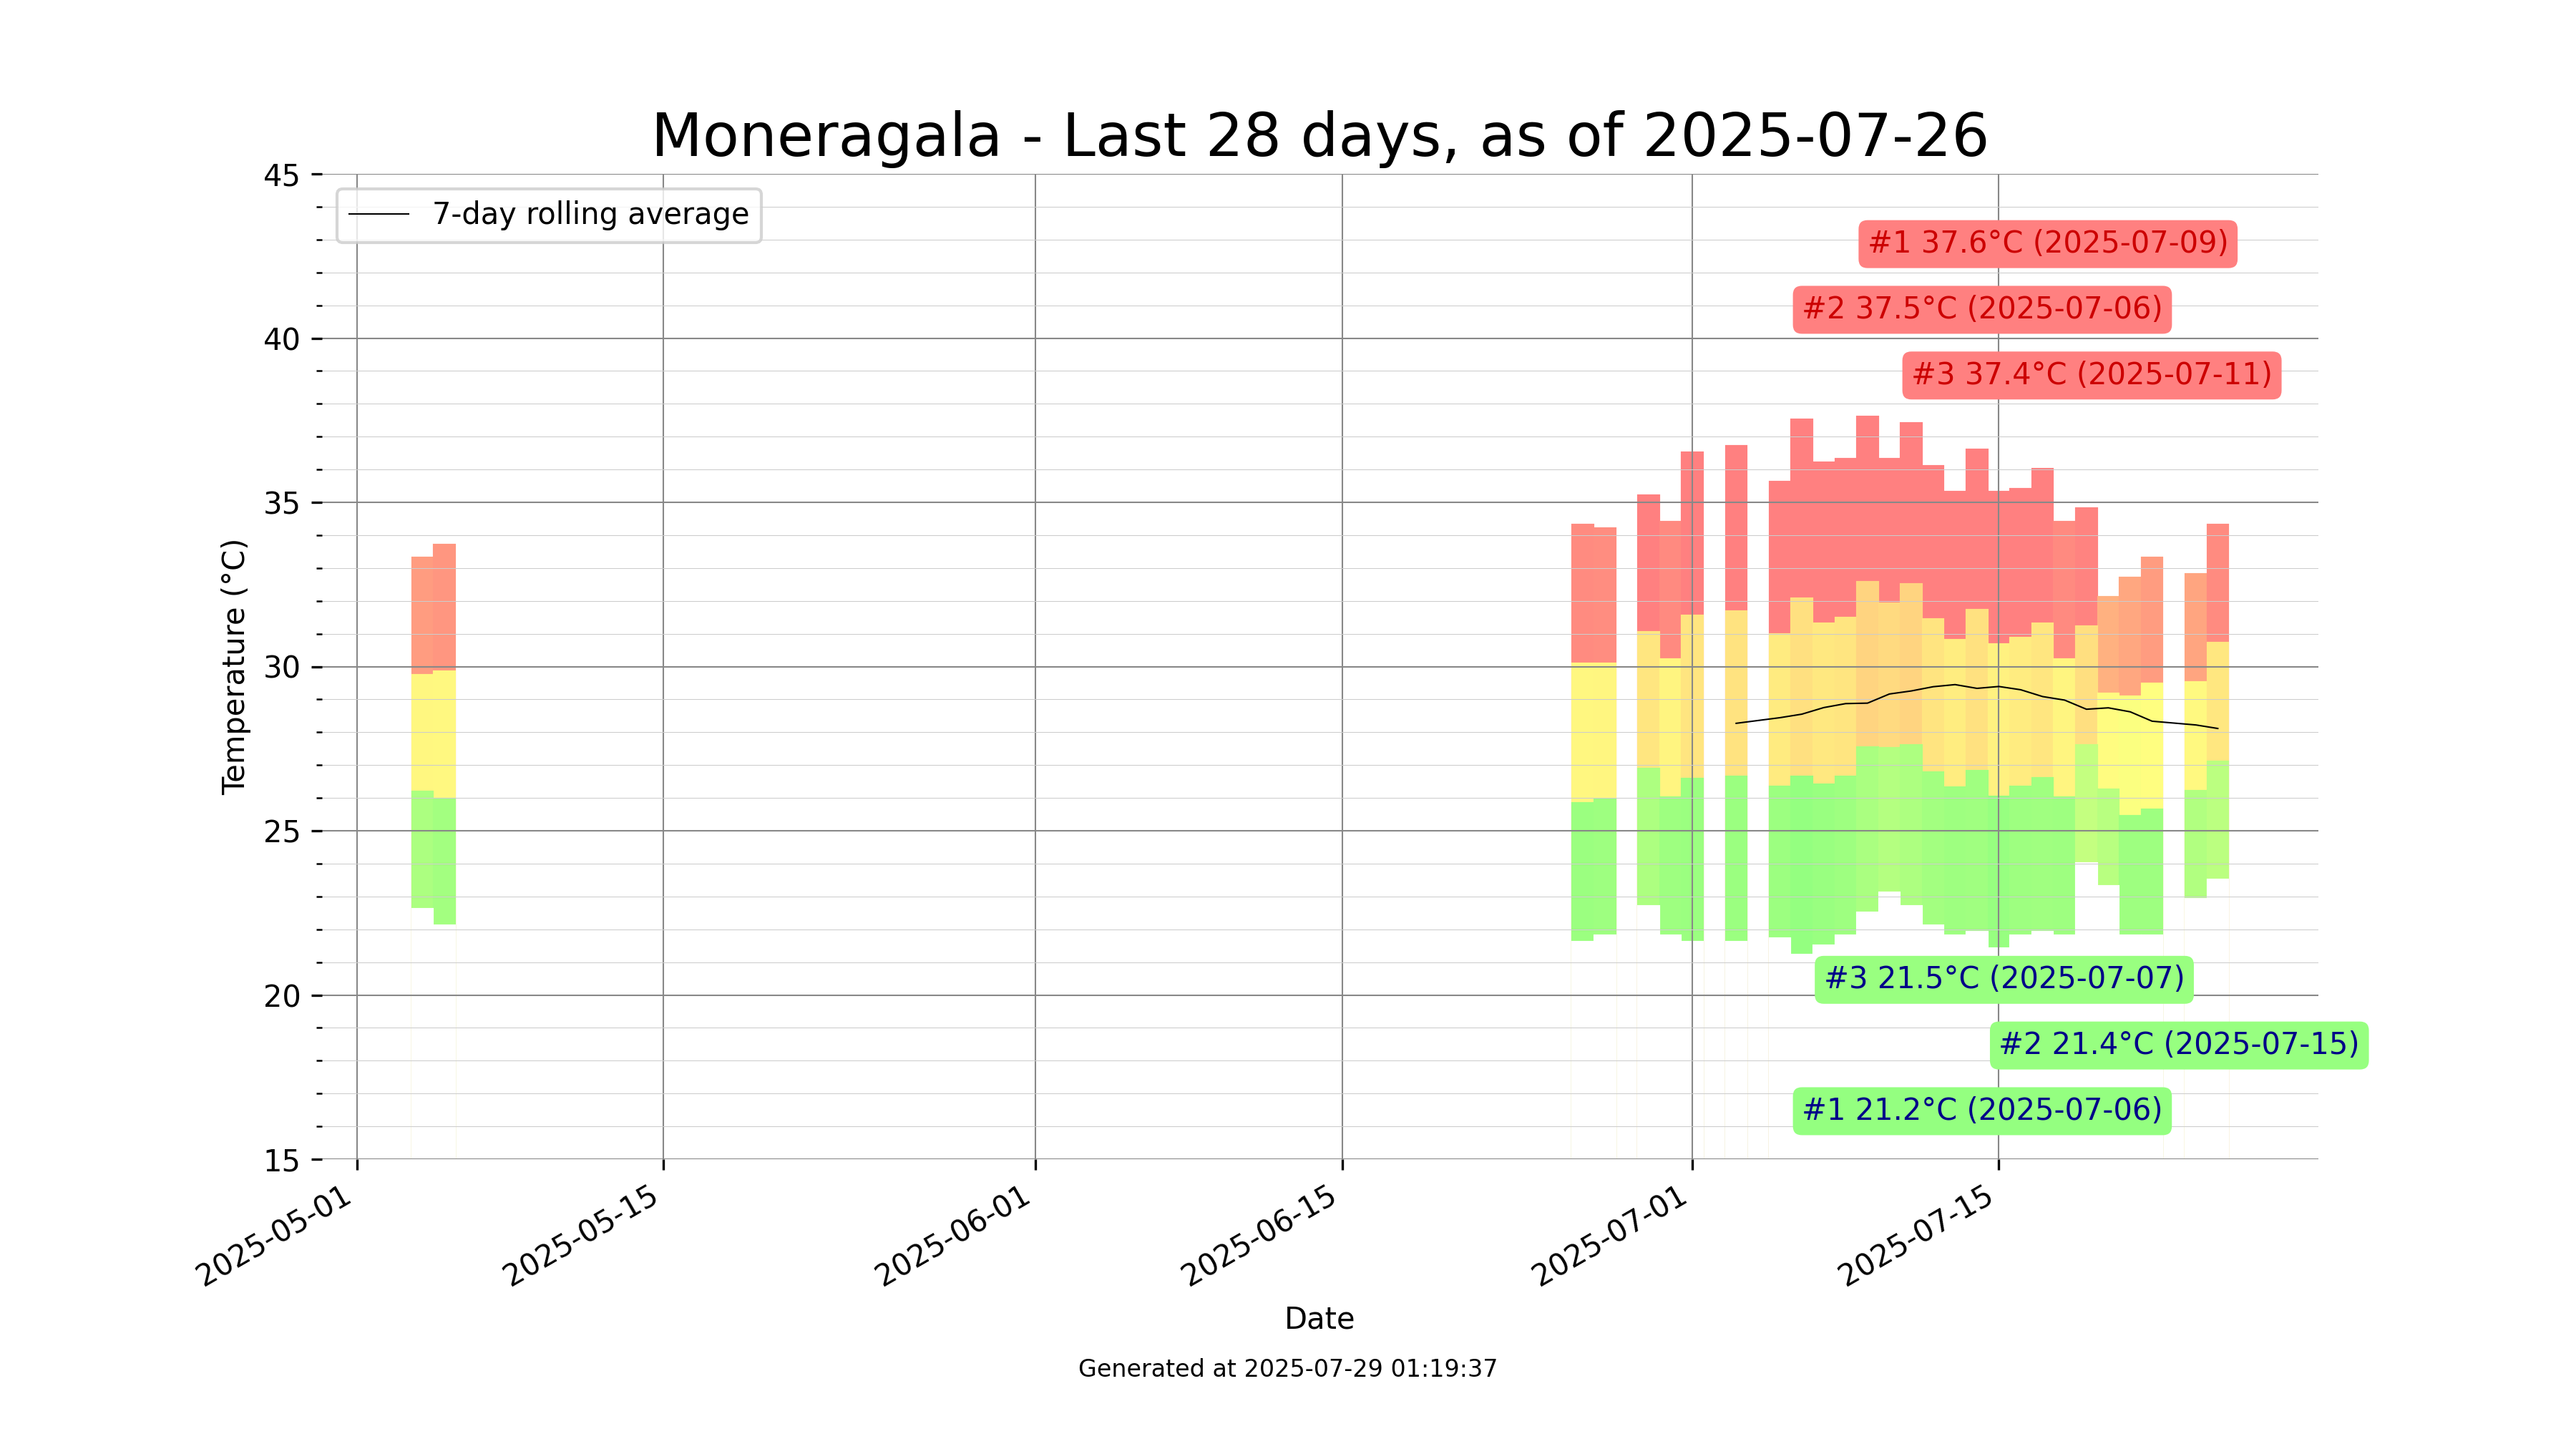 Moneragala - Last 28 days, as of 2025-07-26
7-day rolling average
#1 37.6°C (2025-07-09)
#2 37.5°C (2025-07-06)
#3 37.4°C (2025-07-11)
#3 21.5°C (2025-07-07)
#2 21.4°C (2025-07-15)
#1 21.2°C (2025-07-06)
Temperature (°C)
45
40
35
30
25
20
15
2025-05-01
2025-05-15
2025-06-01
2025-06-15
2025-07-01
2025-07-15
Date
Generated at 2025-07-29 01:19:37